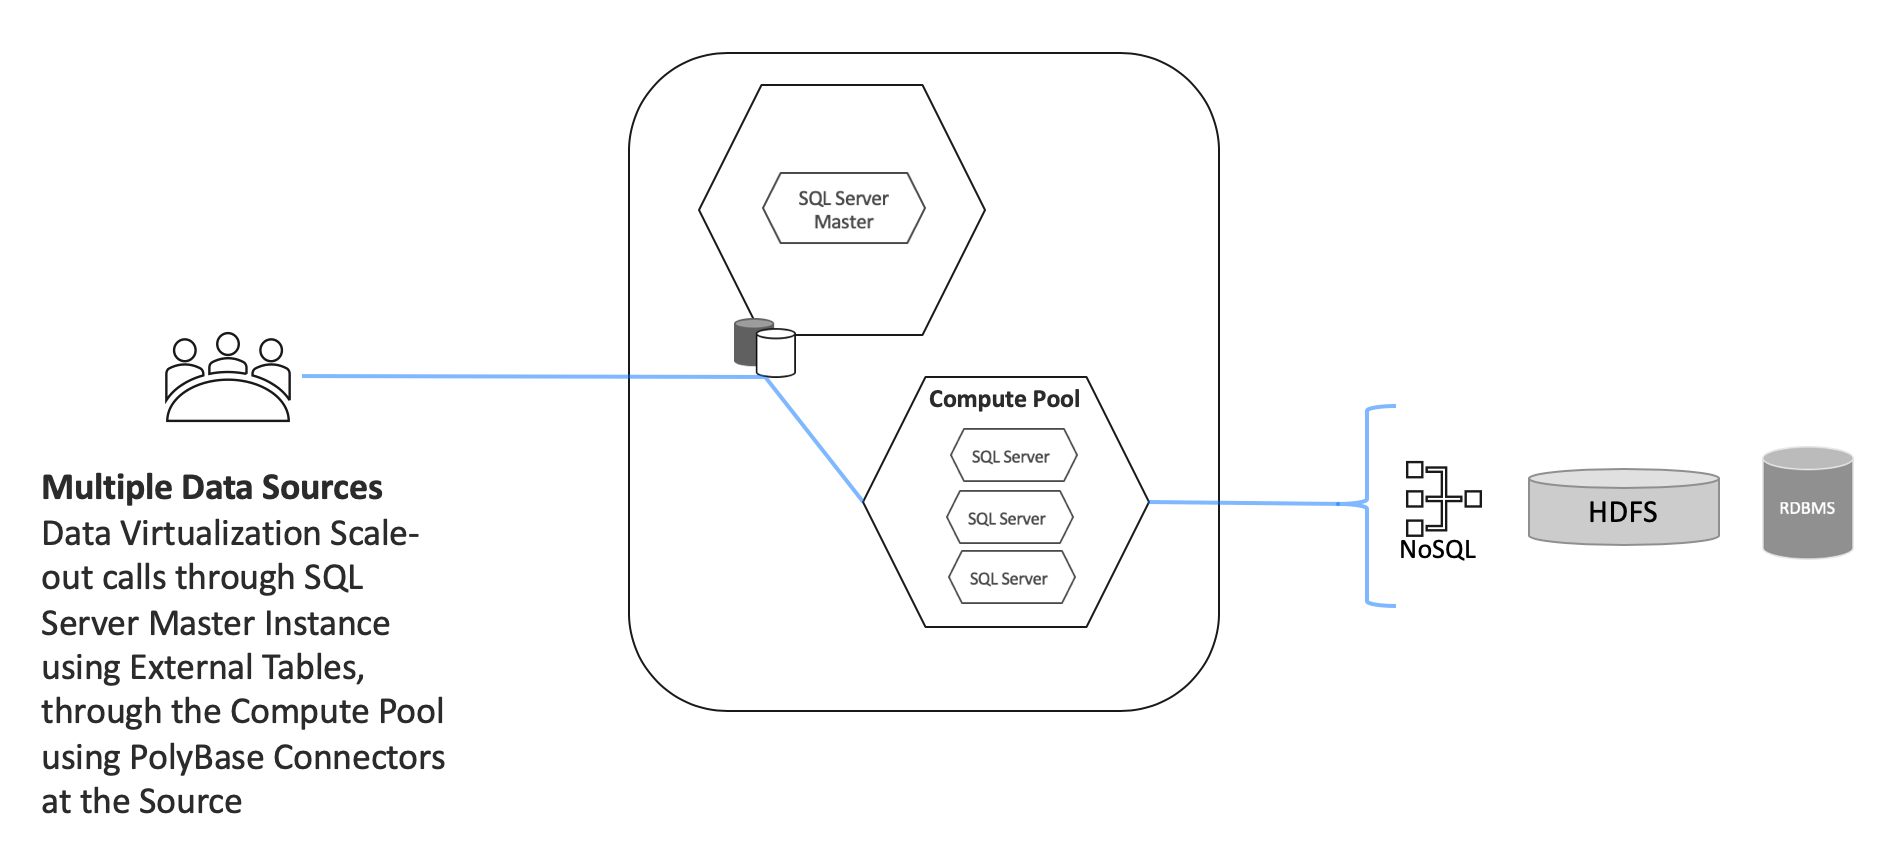 SQL Server
Master
Compute Pool
SQL Server
SQL Server
SQL Server
NoSQL
HDFS
RDBMS
Multiple Data Sources
Data Virtualization Scale-
out calls through SQL
Server Master Instance
using External Tables,
through the Compute Pool
using PolyBase Connectors
at the Source